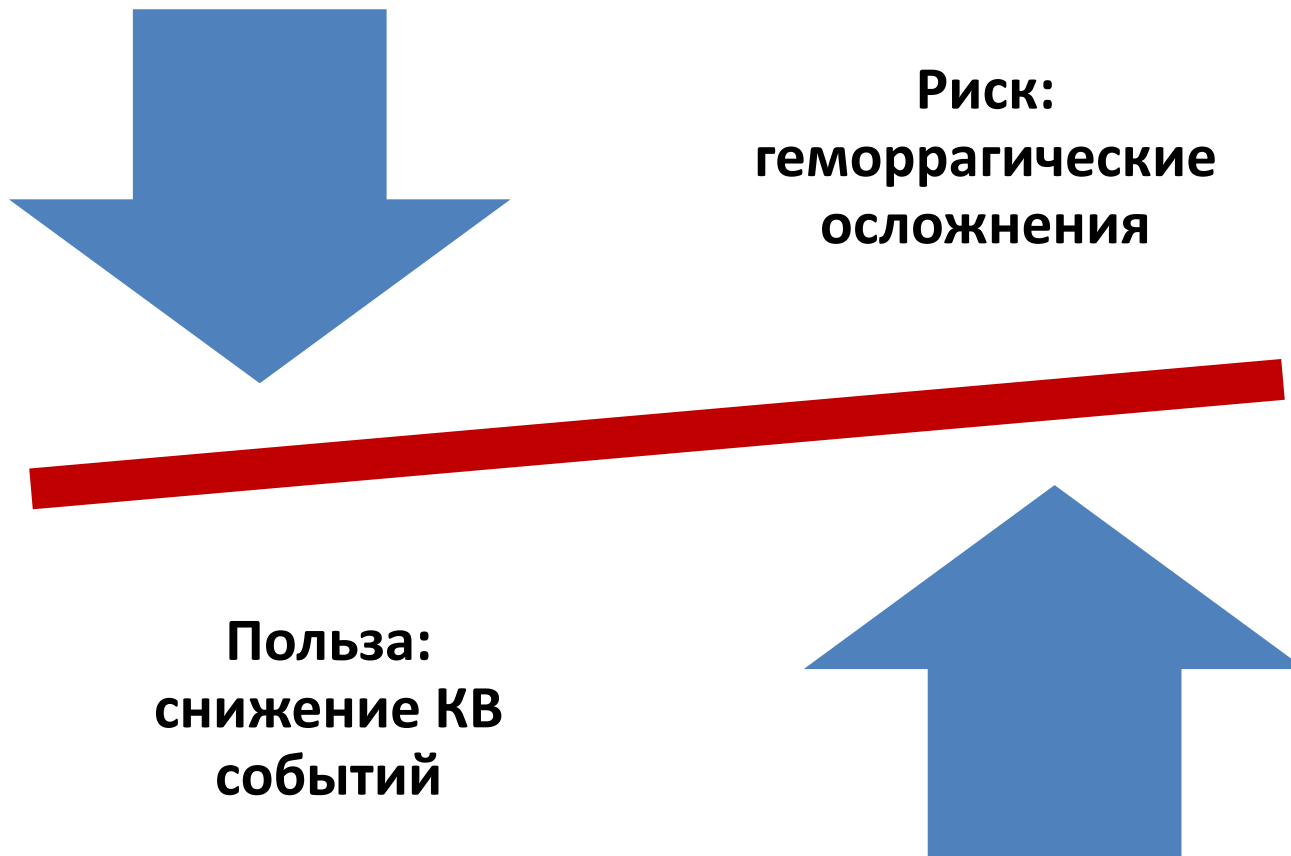 Риск:
геморрагические
осложнения
Польза:
снижение КВ
событий